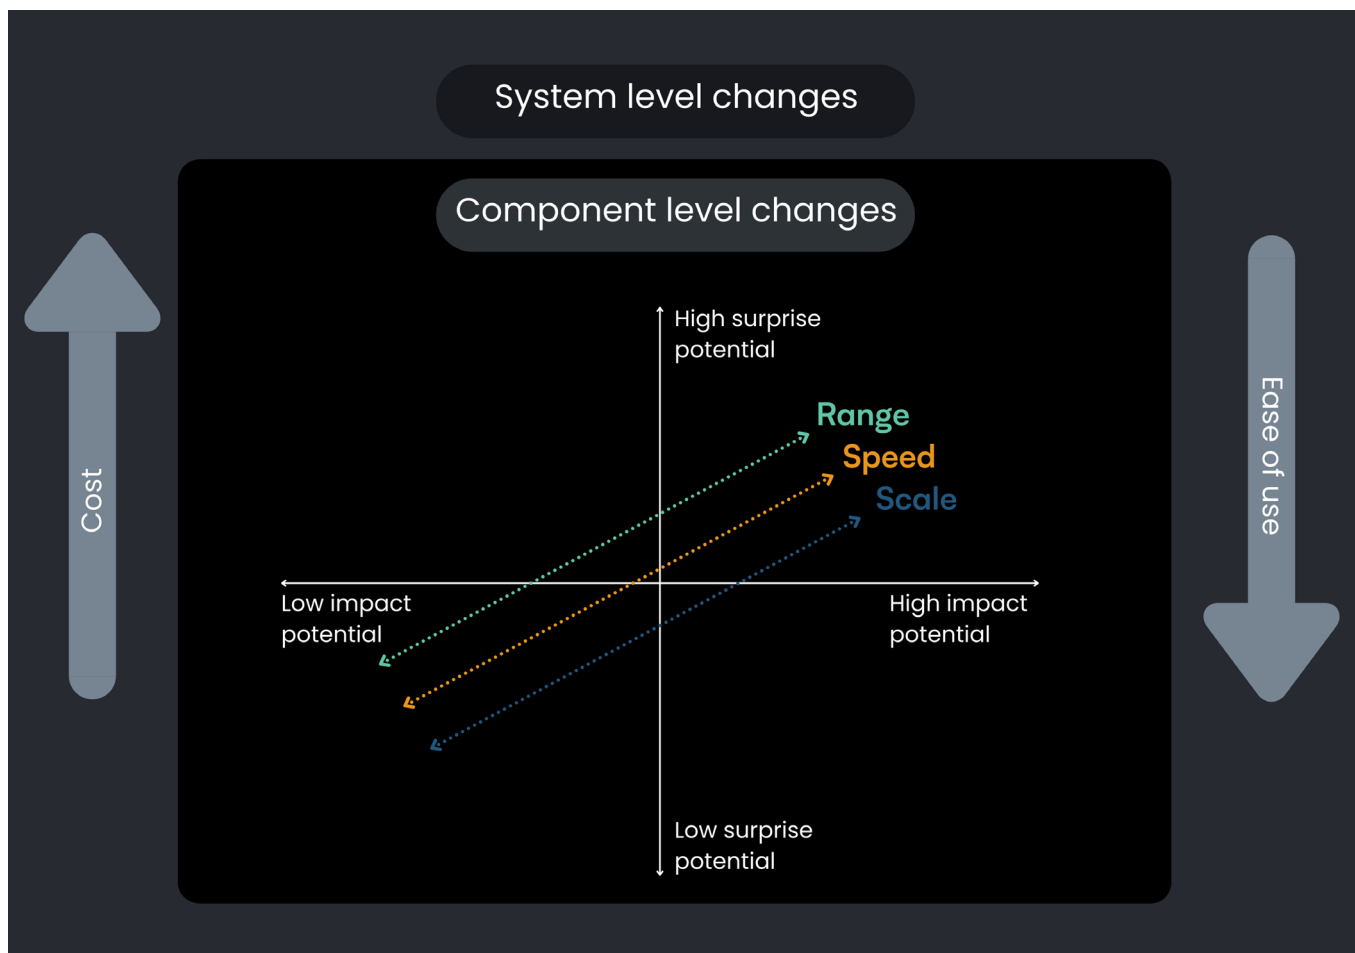 System level changes
Component level changes
High surprise
potential
Range
Speed
Scale
Cost
Ease of use
Low impact
potential
High impact
potential
Low surprise
potential